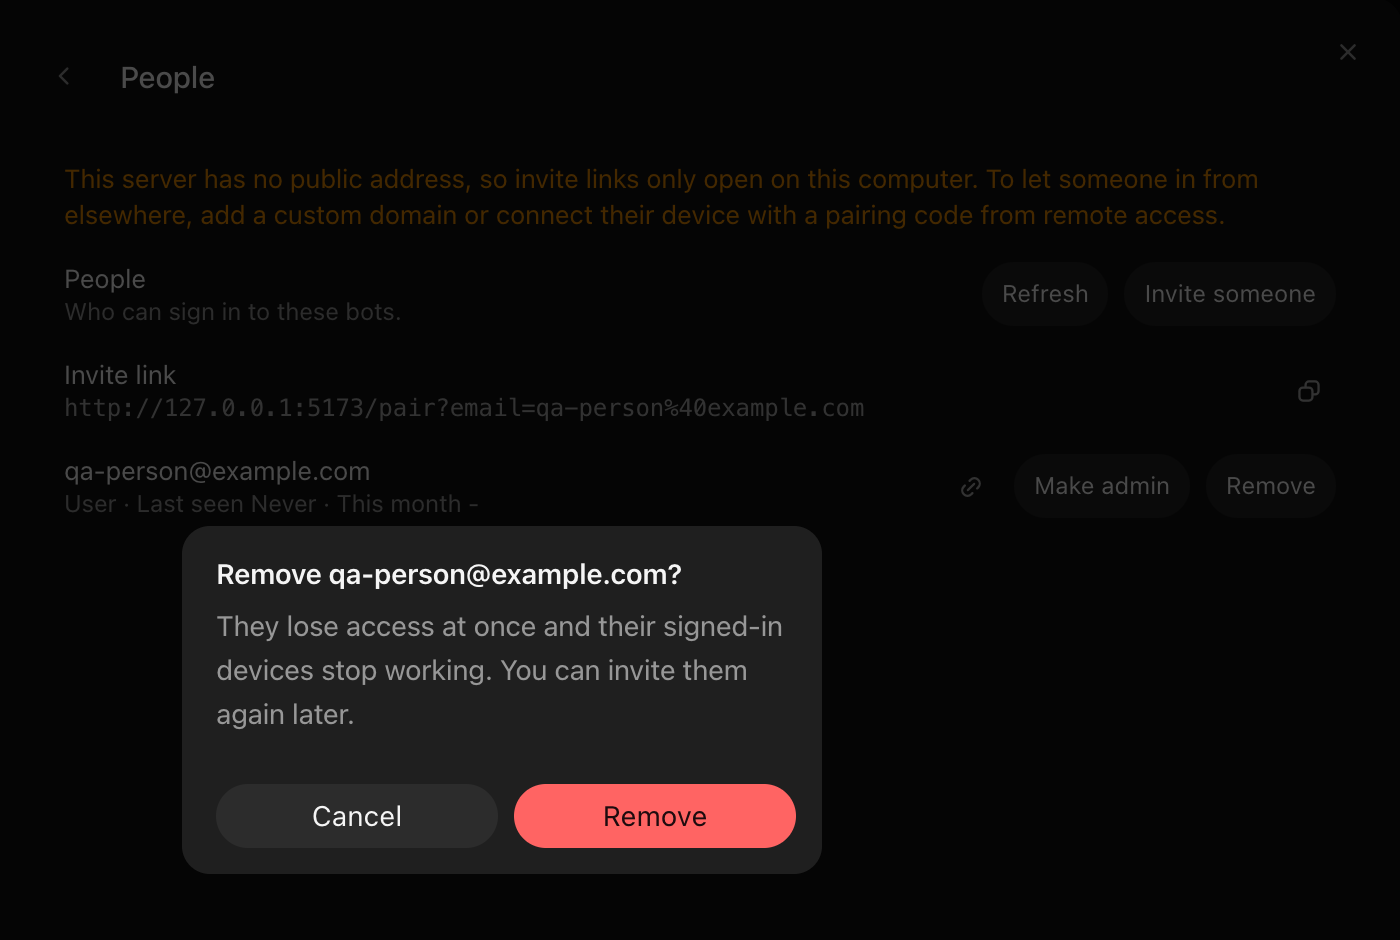 People
This server has no public address, so invite links only open on this computer. To let someone in from
elsewhere, add a custom domain or connect their device with a pairing code from remote access.
People
Who can sign in to these bots.
Refresh
Invite someone
Invite link
http://127.0.0.1:5173/pair?email=qa-person%40example.com
qa-person@example.com
User · Last seen Never · This month -
Make admin
Remove
Remove qa-person@example.com?
They lose access at once and their signed-in
devices stop working. You can invite them
again later.
Cancel
Remove